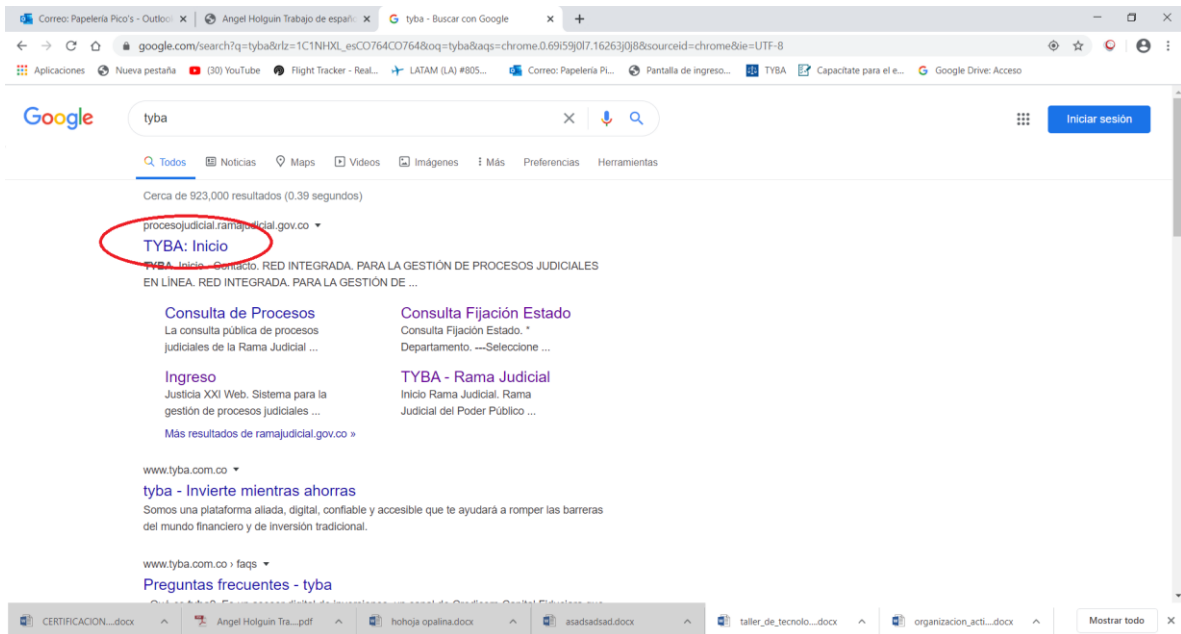 Correo: Papelería Pico's - Outloo
Angel Holguin Trabajo de españo
tyba - Buscar con Google
google.com/search?q=tyba&rlz=1C1NHXL_esCO764CO764&oq=tyba&aqs=chrome.0.69i59j0l7.16263j0j8&sourceid=chrome&ie=UTF-8
Aplicaciones
Nueva pestaña
(30) YouTube
Flight Tracker - Real...
LATAM (LA) #805...
Correo: Papelería Pi...
Pantalla de ingreso...
TYBA
Capacítate para el e...
Google Drive: Acceso
Google
tyba
Iniciar sesión
Todos
Noticias
Maps
Videos
Imágenes
Más
Preferencias
Herramientas
Cerca de 923,000 resultados (0.39 segundos)
procesojudicial.ramajudicial.gov.co
TYBA: Inicio
TYBA. Inicio · Contacto. RED INTEGRADA. PARA LA GESTIÓN DE PROCESOS JUDICIALES
EN LÍNEA. RED INTEGRADA. PARA LA GESTIÓN DE ...
Consulta de Procesos
La consulta pública de procesos
judiciales de la Rama Judicial ...
Consulta Fijación Estado
Consulta Fijación Estado. *
Departamento. ---Seleccione ...
Ingreso
Justicia XXI Web. Sistema para la
gestión de procesos judiciales ...
TYBA - Rama Judicial
Inicio Rama Judicial. Rama
Judicial del Poder Público ...
Más resultados de ramajudicial.gov.co »
www.tyba.com.co
tyba - Invierte mientras ahorras
Somos una plataforma aliada, digital, confiable y accesible que te ayudará a romper las barreras
del mundo financiero y de inversión tradicional.
www.tyba.com.co › faqs
Preguntas frecuentes - tyba
CERTIFICACION....docx
Angel Holguin Tra....pdf
hohoja opalina.docx
asadsadsad.docx
taller_de_tecnolo....docx
organizacion_acti....docx
Mostrar todo